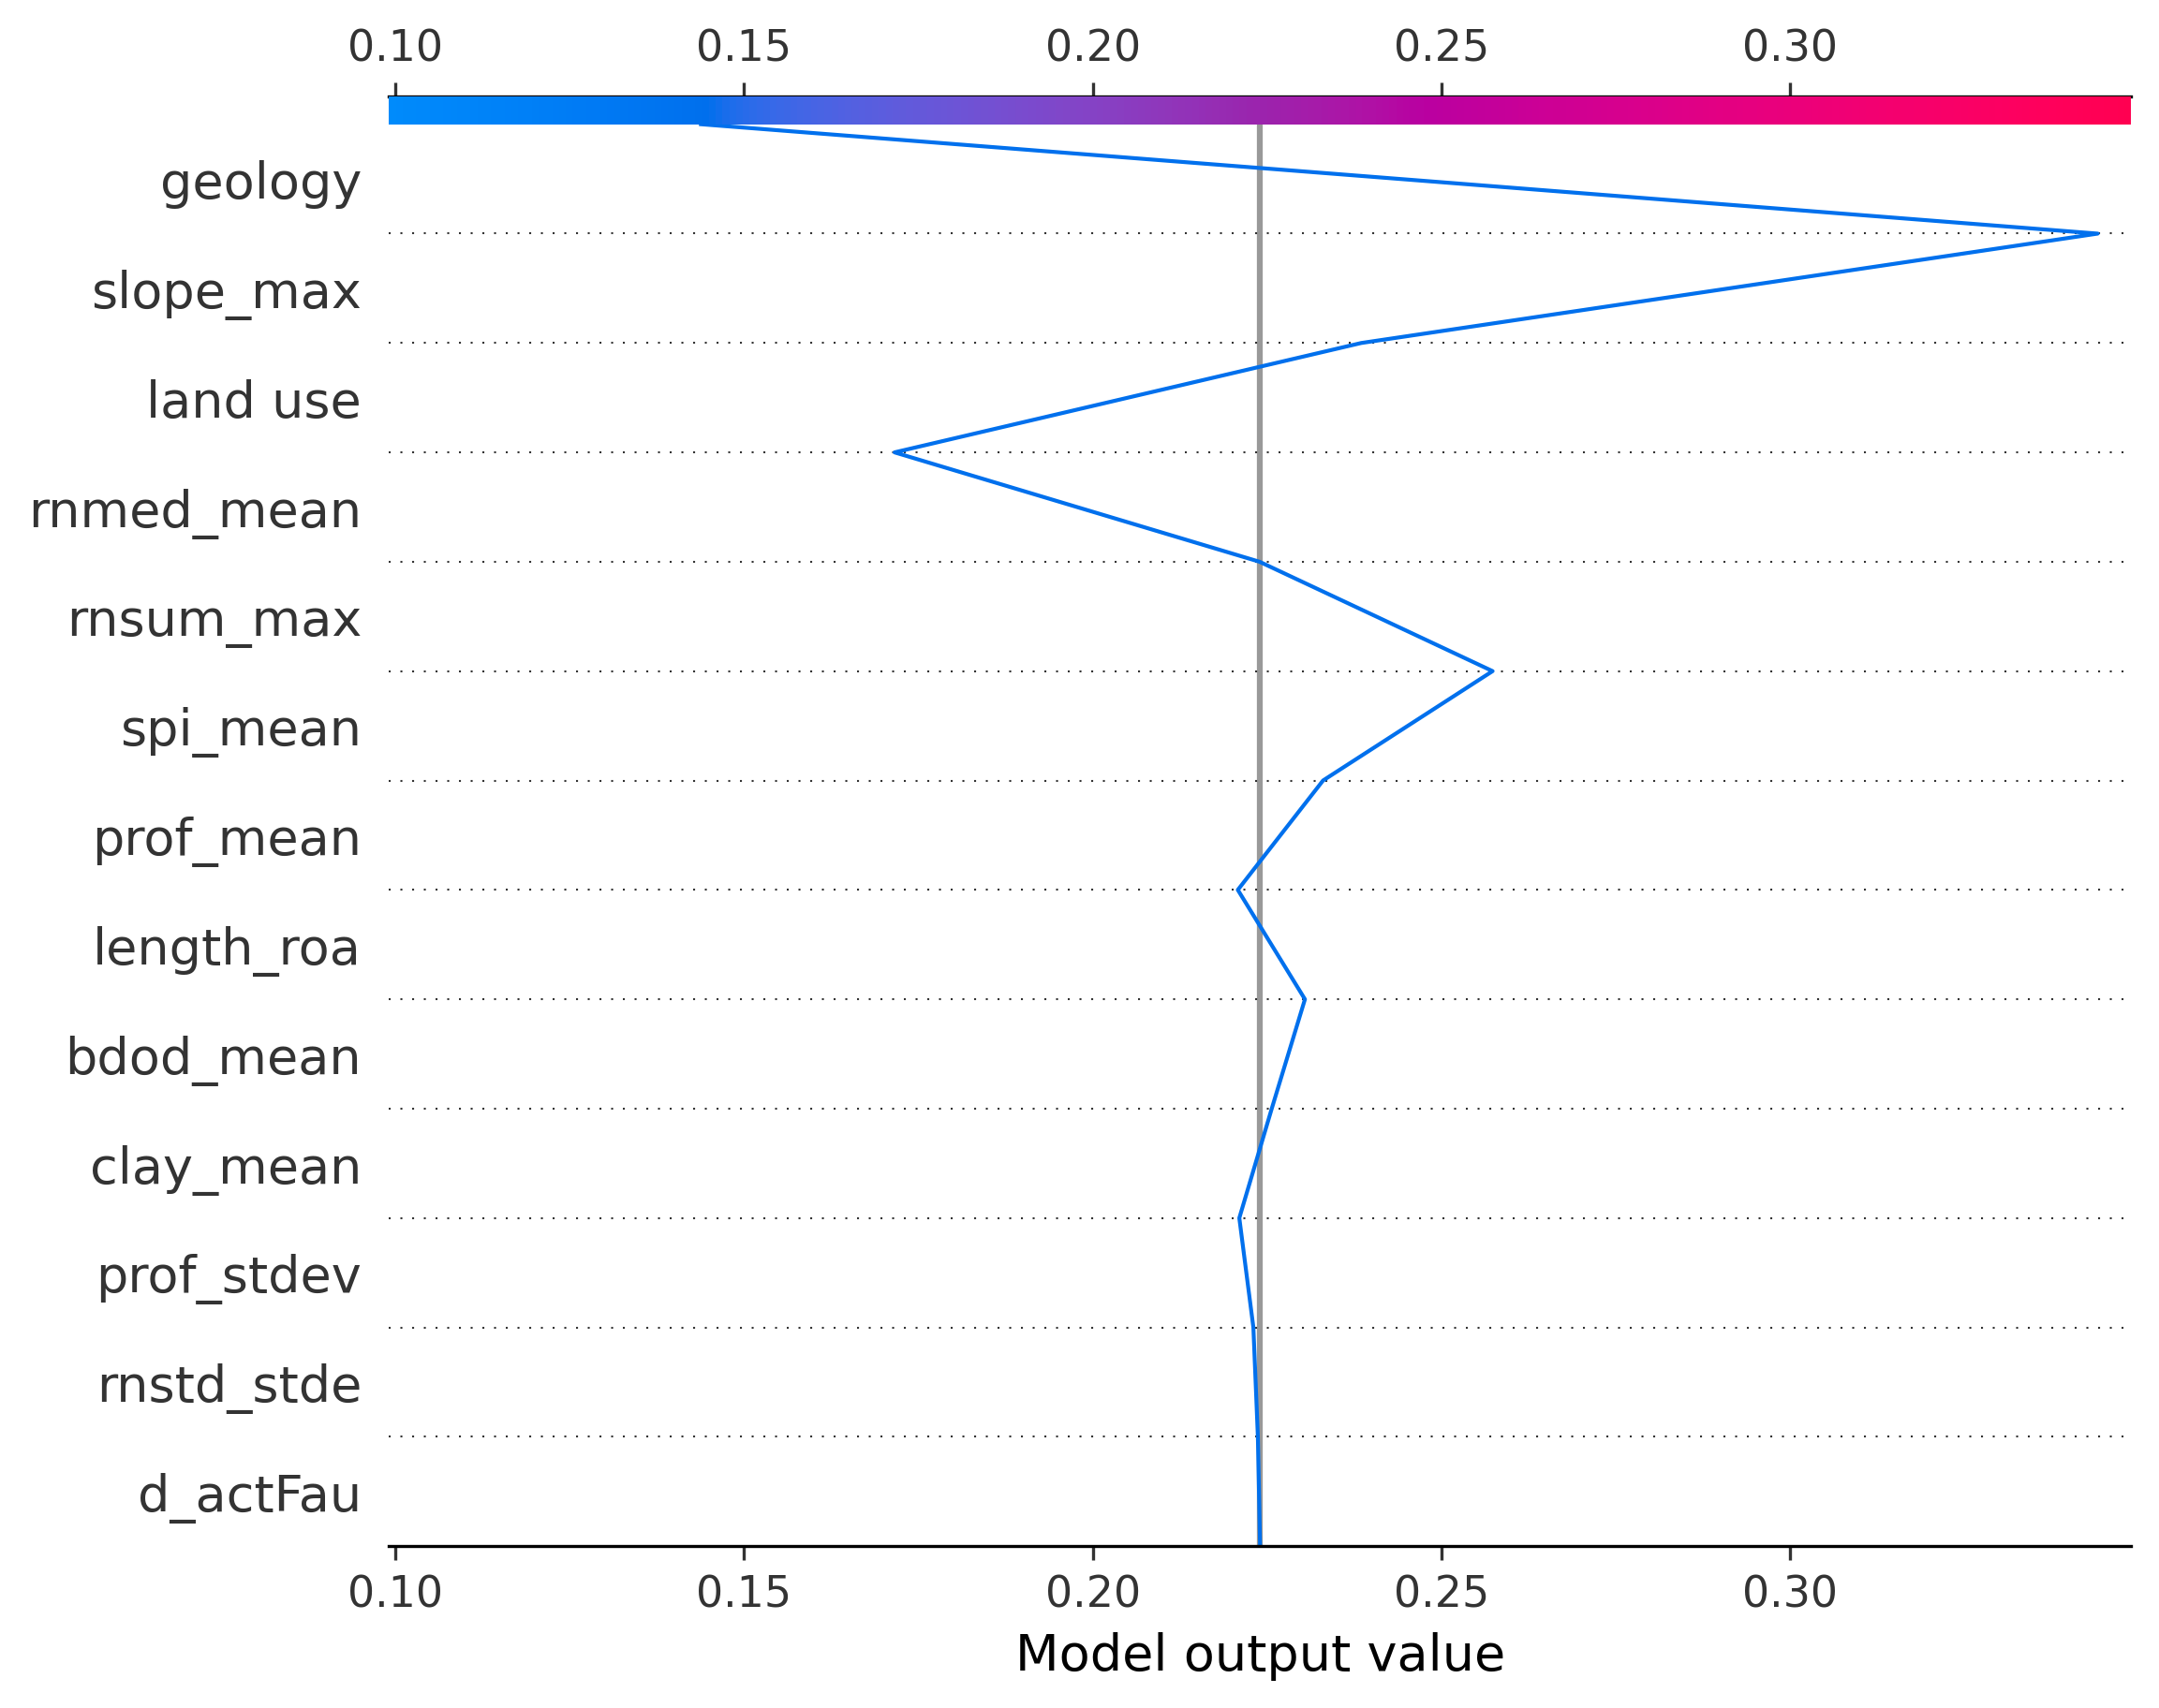 0.10 0.15 0.20 0.25 0.30
geology
slope_max
land use
rnmed_mean
rnsum_max
spi_mean
prof_mean
length_roa
bdod_mean
clay_mean
prof_stdev
rnstd_stde
d_actFau
0.10 0.15 0.20 0.25 0.30
Model output value